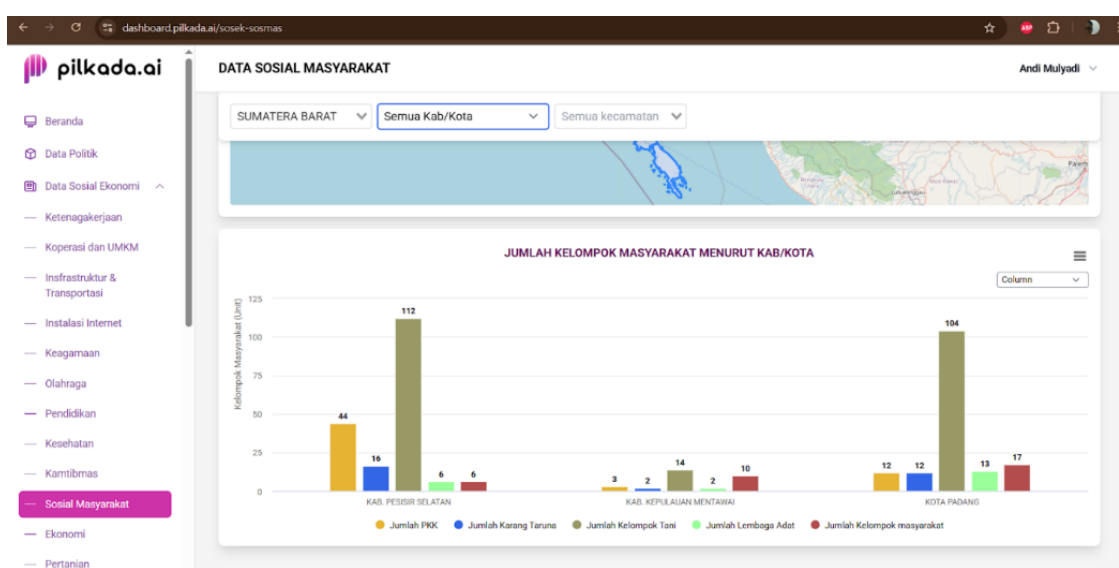 dashboard.pilkada.ai/sosek-sosmas
ABP
pilkada.ai
DATA SOSIAL MASYARAKAT
Andi Mulyadi
SUMATERA BARAT
Semua Kab/Kota
Semua kecamatan
Beranda
Data Politik
Data Sosial Ekonomi
Ketenagakerjaan
Koperasi dan UMKM
Insfrastruktur &
Transportasi
Instalasi Internet
Keagamaan
Olahraga
Pendidikan
Kesehatan
Kamtibmas
Sosial Masyarakat
Ekonomi
Pertanian
Palem
JUMLAH KELOMPOK MASYARAKAT MENURUT KAB/KOTA
Column
Kelompok Masyarakat (Unit)
125
100
75
50
25
0
44
16
112
6
6
3
2
14
2
10
12
12
104
13
17
KAB. PESISIR SELATAN
KAB. KEPULAUAN MENTAWAI
KOTA PADANG
Jumlah PKK
Jumlah Karang Taruna
Jumlah Kelompok Tani
Jumlah Lembaga Adat
Jumlah Kelompok masyarakat